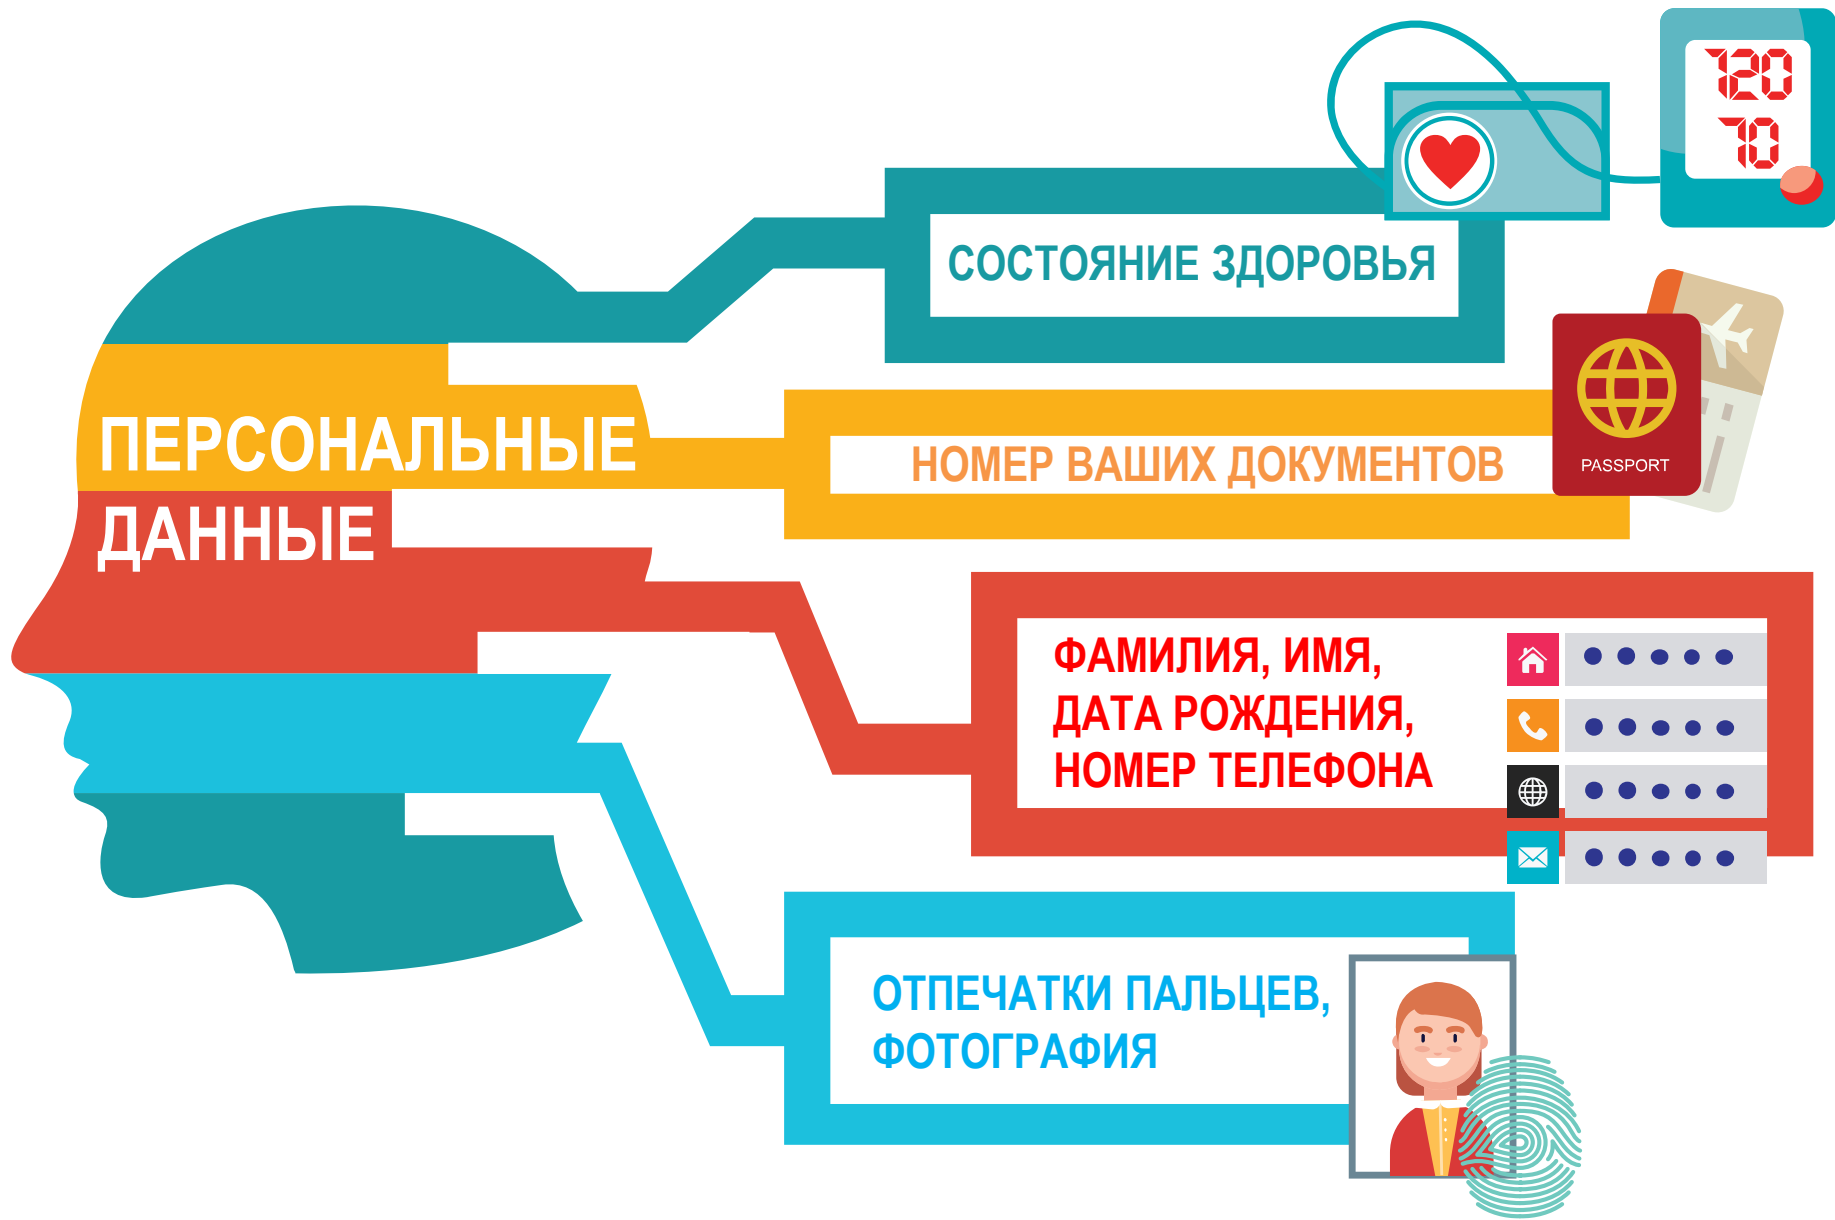 120
70
СОСТОЯНИЕ ЗДОРОВЬЯ
ПЕРСОНАЛЬНЫЕ
ДАННЫЕ
НОМЕР ВАШИХ ДОКУМЕНТОВ
PASSPORT
ФАМИЛИЯ, ИМЯ,
ДАТА РОЖДЕНИЯ,
НОМЕР ТЕЛЕФОНА
ОТПЕЧАТКИ ПАЛЬЦЕВ,
ФОТОГРАФИЯ